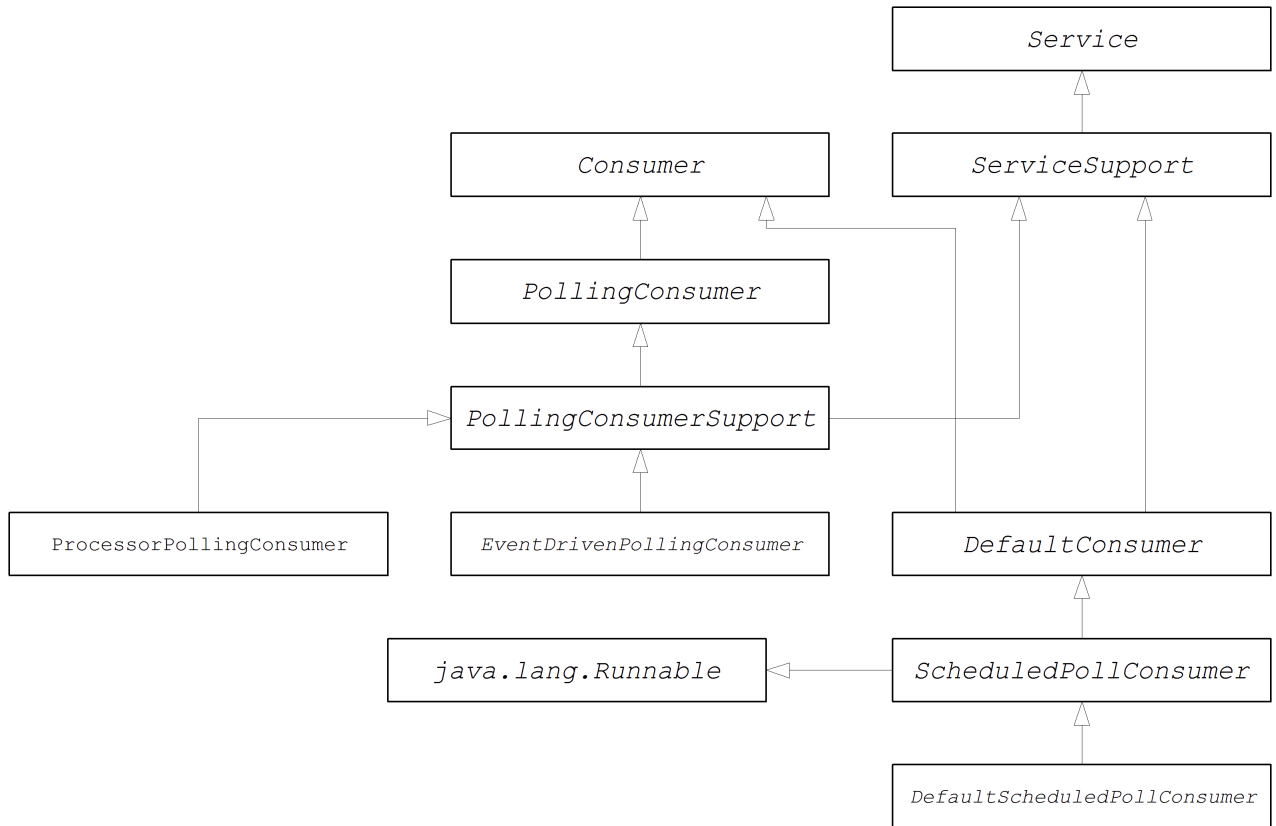 Service
Consumer
ServiceSupport
PollingConsumer
PollingConsumerSupport
ProcessorPollingConsumer
EventDrivenPollingConsumer
DefaultConsumer
java.lang.Runnable
ScheduledPollConsumer
DefaultScheduledPollConsumer